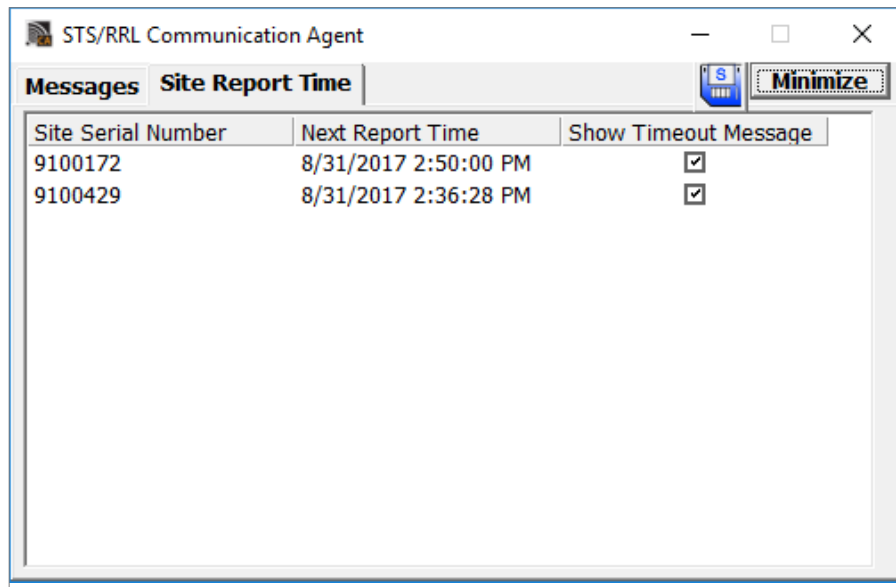 STS/RRL Communication Agent
Messages Site Report Time S Minimize
Site Serial Number Next Report Time Show Timeout Message
9100172 8/31/2017 2:50:00 PM
9100429 8/31/2017 2:36:28 PM